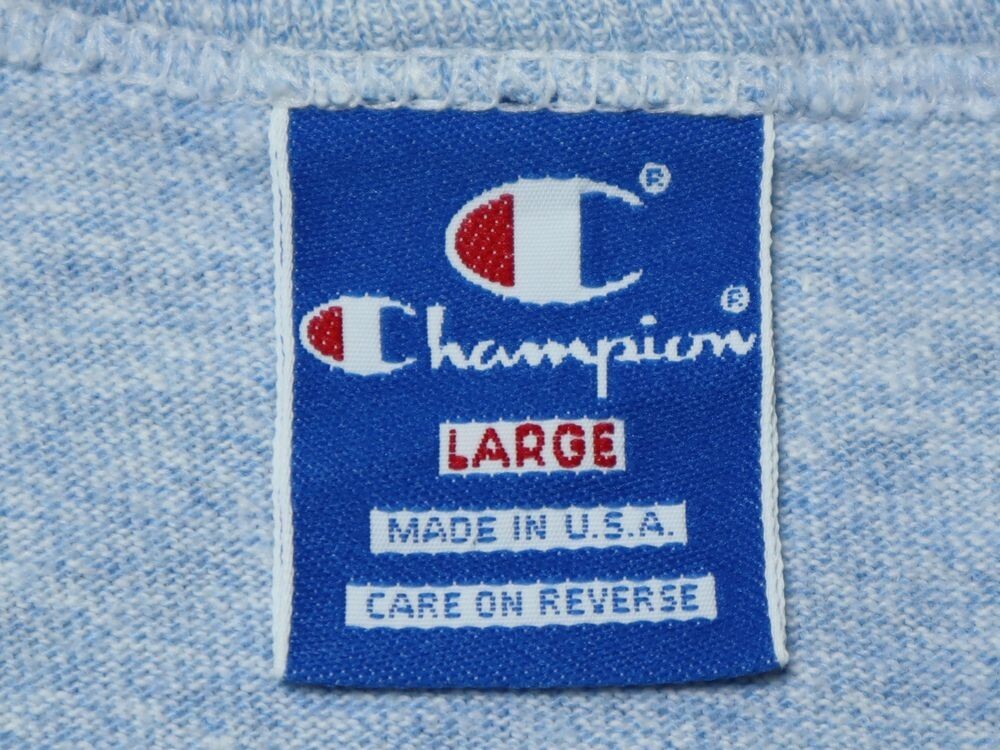 C®
Champion®
LARGE
MADE IN U.S.A.
CARE ON REVERSE